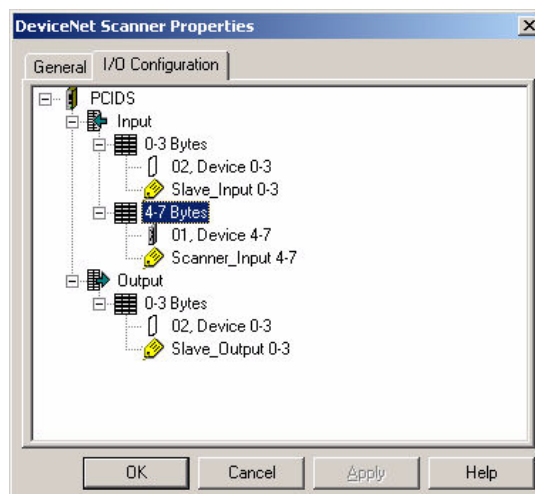 DeviceNet Scanner Properties
General I/O Configuration
PCIDS
Input
0-3 Bytes
02, Device 0-3
Slave_Input 0-3
4-7 Bytes
01, Device 4-7
Scanner_Input 4-7
Output
0-3 Bytes
02, Device 0-3
Slave_Output 0-3
OK Cancel Apply Help